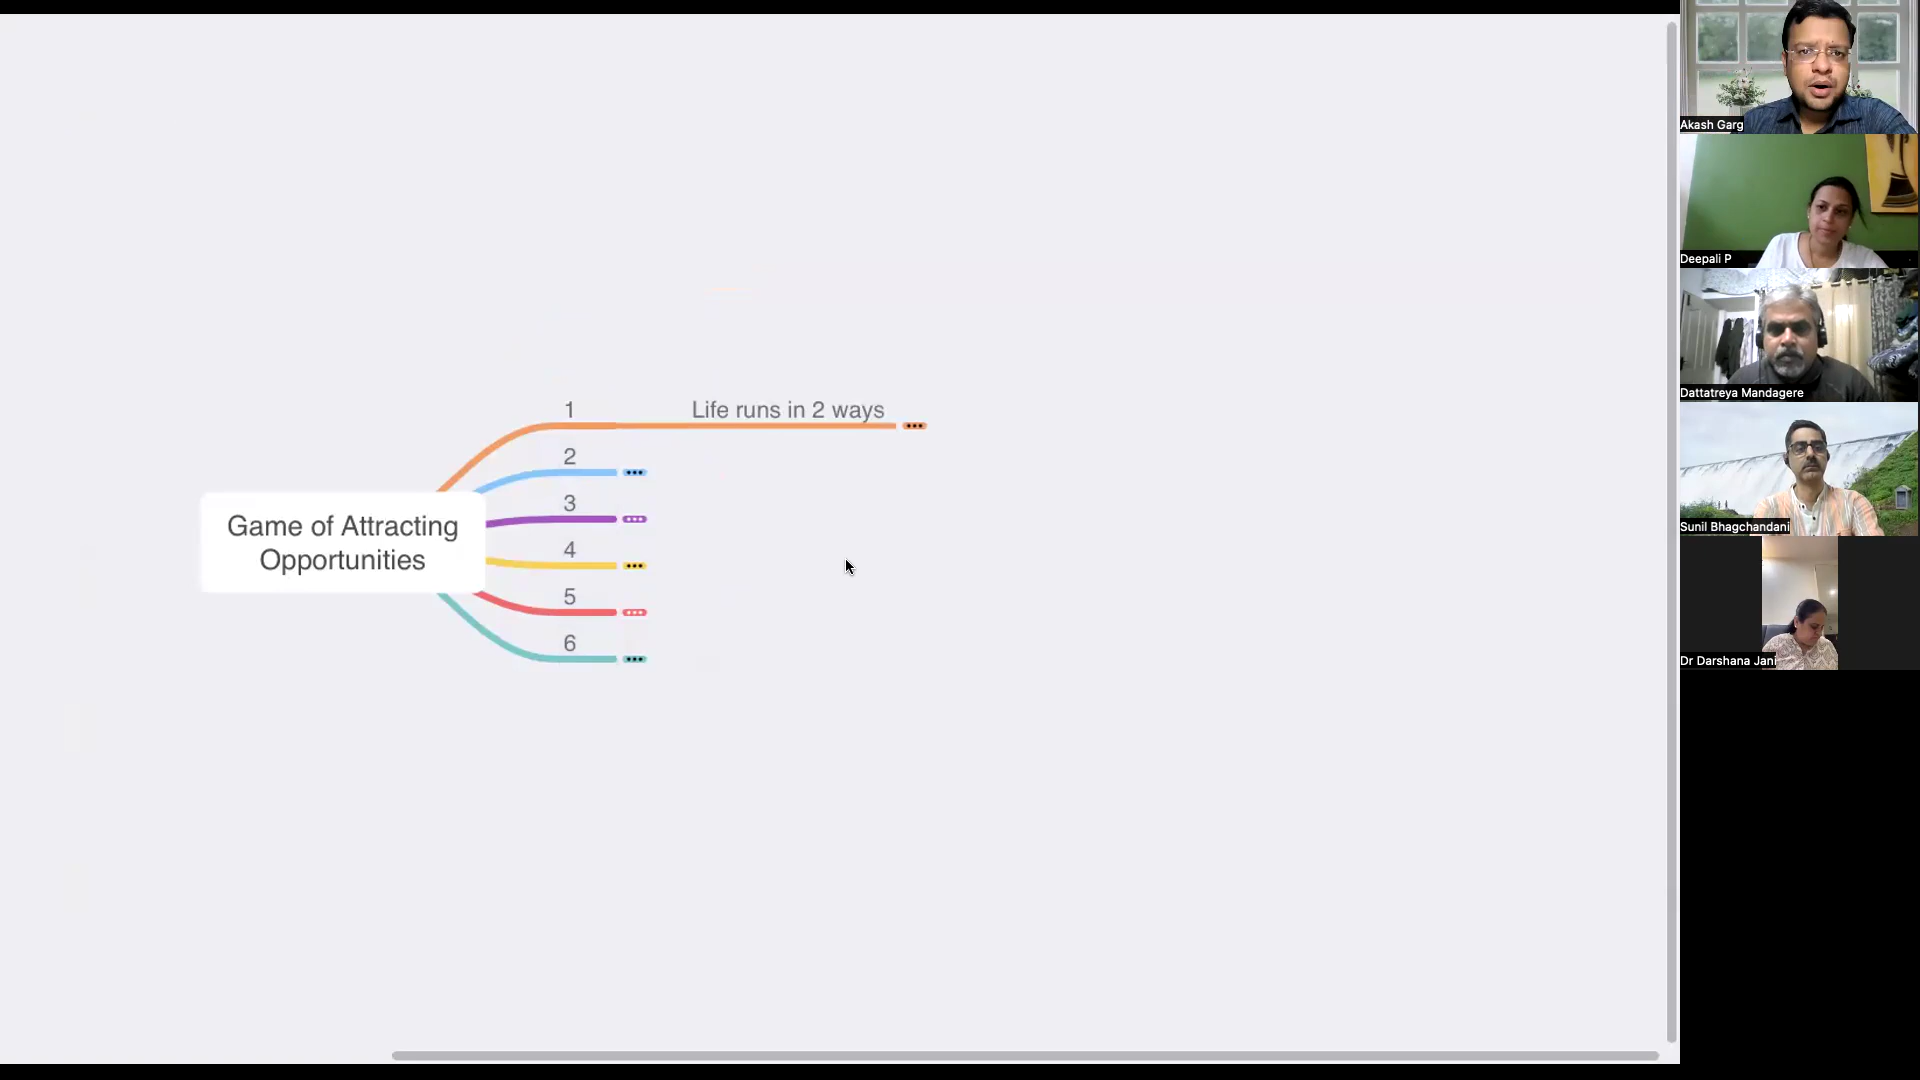 Game of Attracting
Opportunities
1
Life runs in 2 ways
2
3
4
5
6
Akash Garg
Deepali P
Dattatreya Mandagere
Sunil Bhagchandani
Dr Darshana Jani